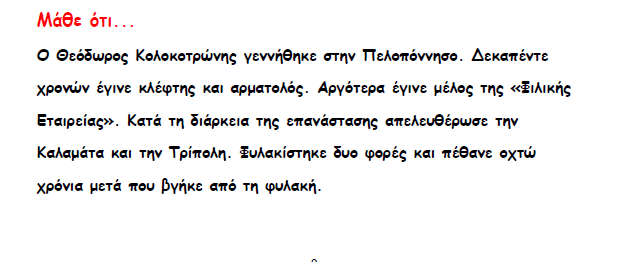 Μάθε ότι...
Ο Θεόδωρος Κολοκοτρώνης γεννήθηκε στην Πελοπόννησο. Δεκαπέντε
χρονών έγινε κλέφτης και αρματολός. Αργότερα έγινε μέλος της «Φιλικής
Εταιρείας». Κατά τη διάρκεια της επανάστασης απελευθέρωσε την
Καλαμάτα και την Τρίπολη. Φυλακίστηκε δυο φορές και πέθανε οχτώ
χρόνια μετά που βγήκε από τη φυλακή.